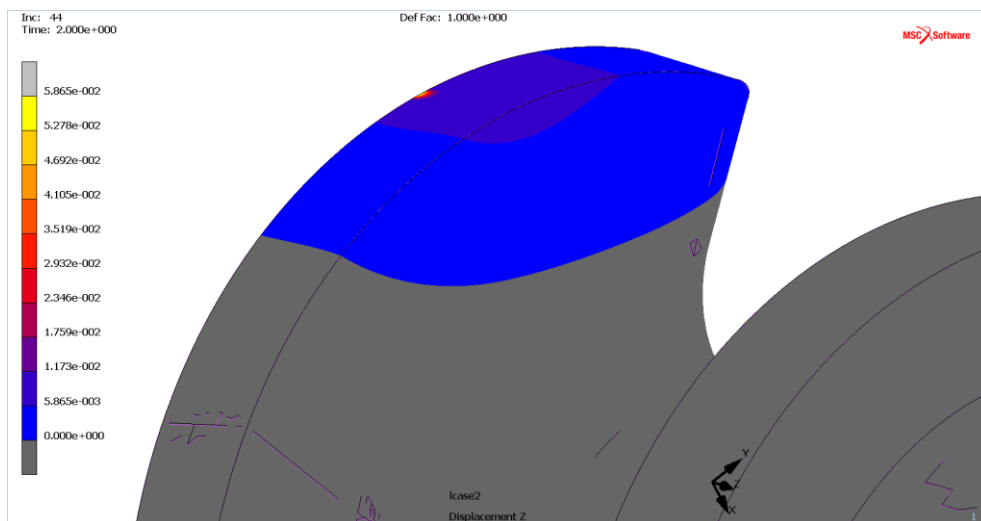 Inc: 44
Time: 2.000e+000
Def Fac: 1.000e+000
MSC Software
5.865e-002
5.278e-002
4.692e-002
4.105e-002
3.519e-002
2.932e-002
2.346e-002
1.759e-002
1.173e-002
5.865e-003
0.000e+000
Y
Z
X
lcase2
Displacement Z
1